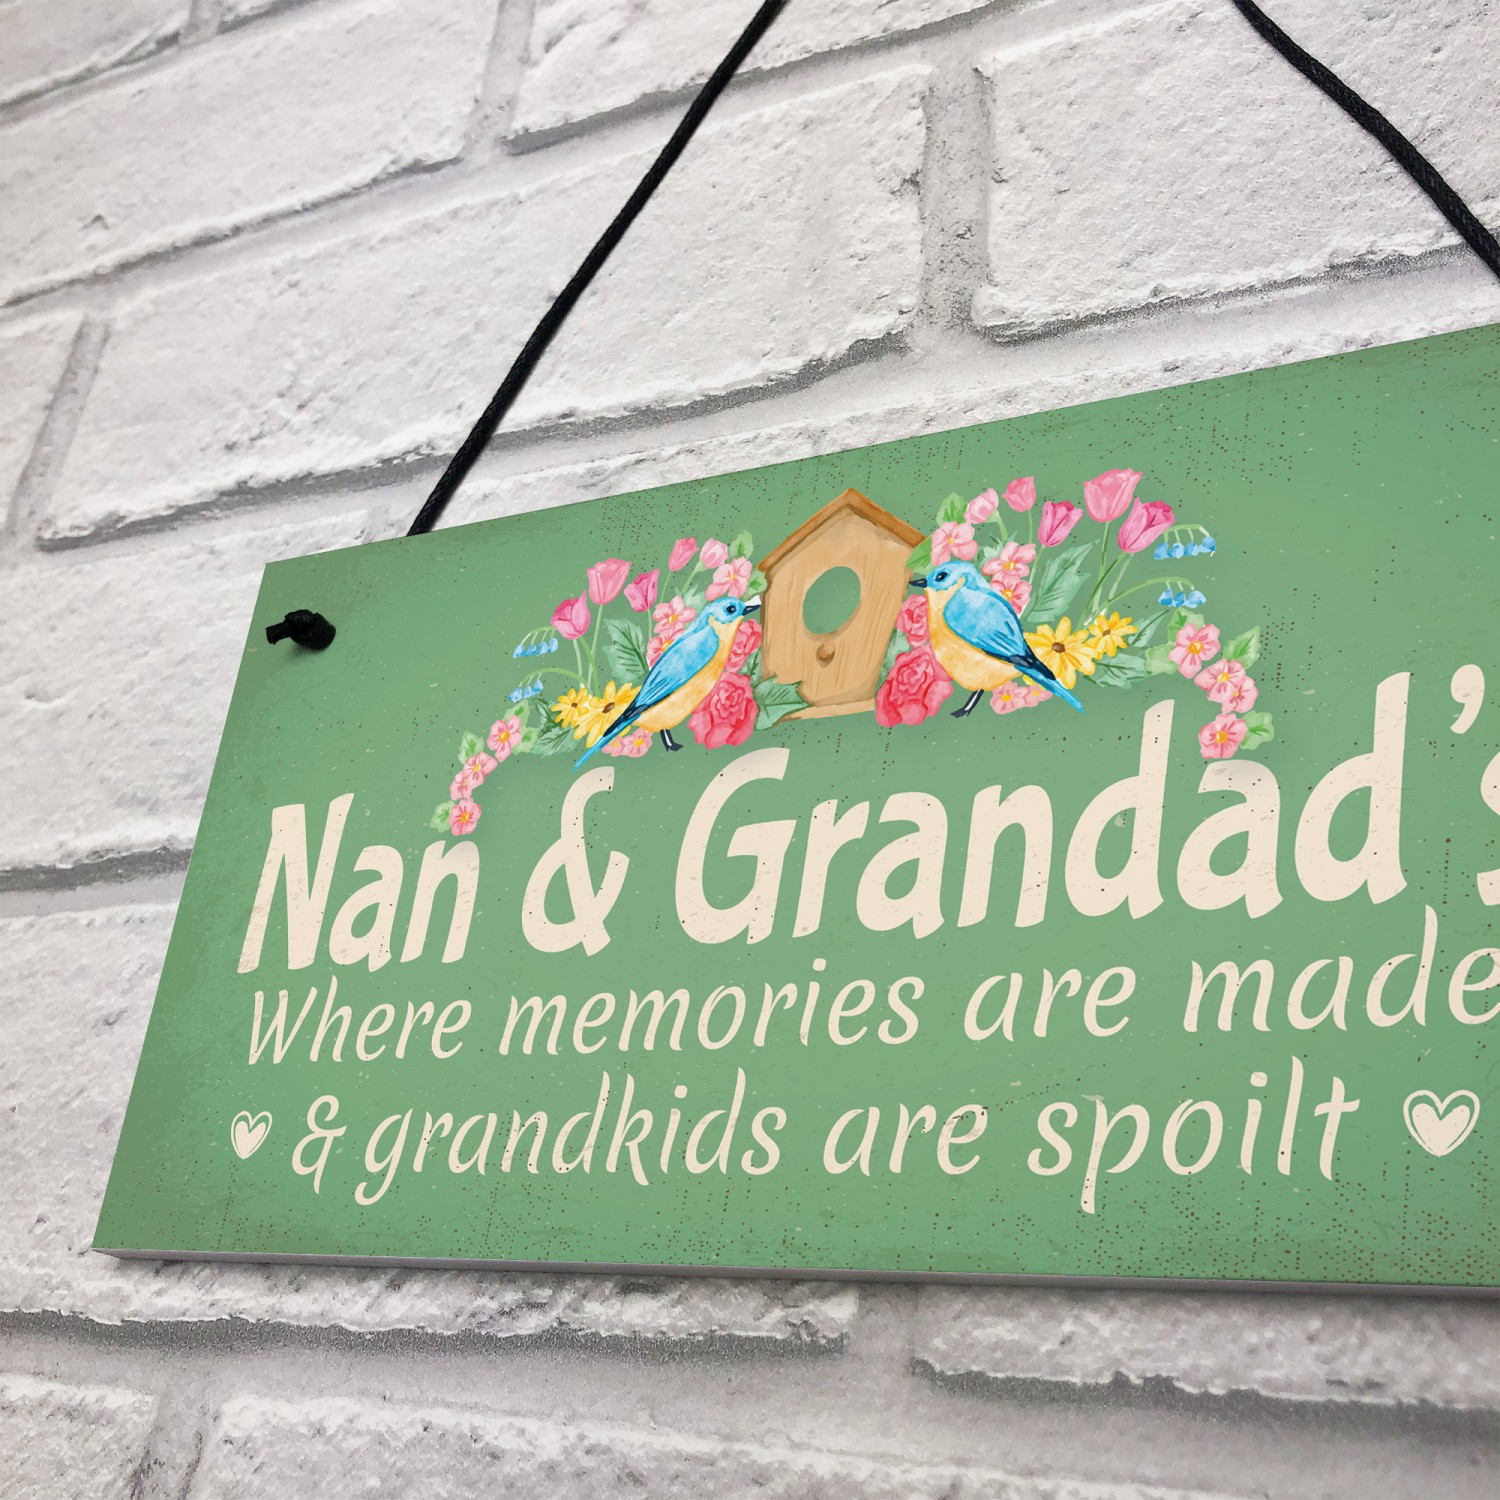 Nan & Grandad's
Where memories are made
& grandkids are spoilt